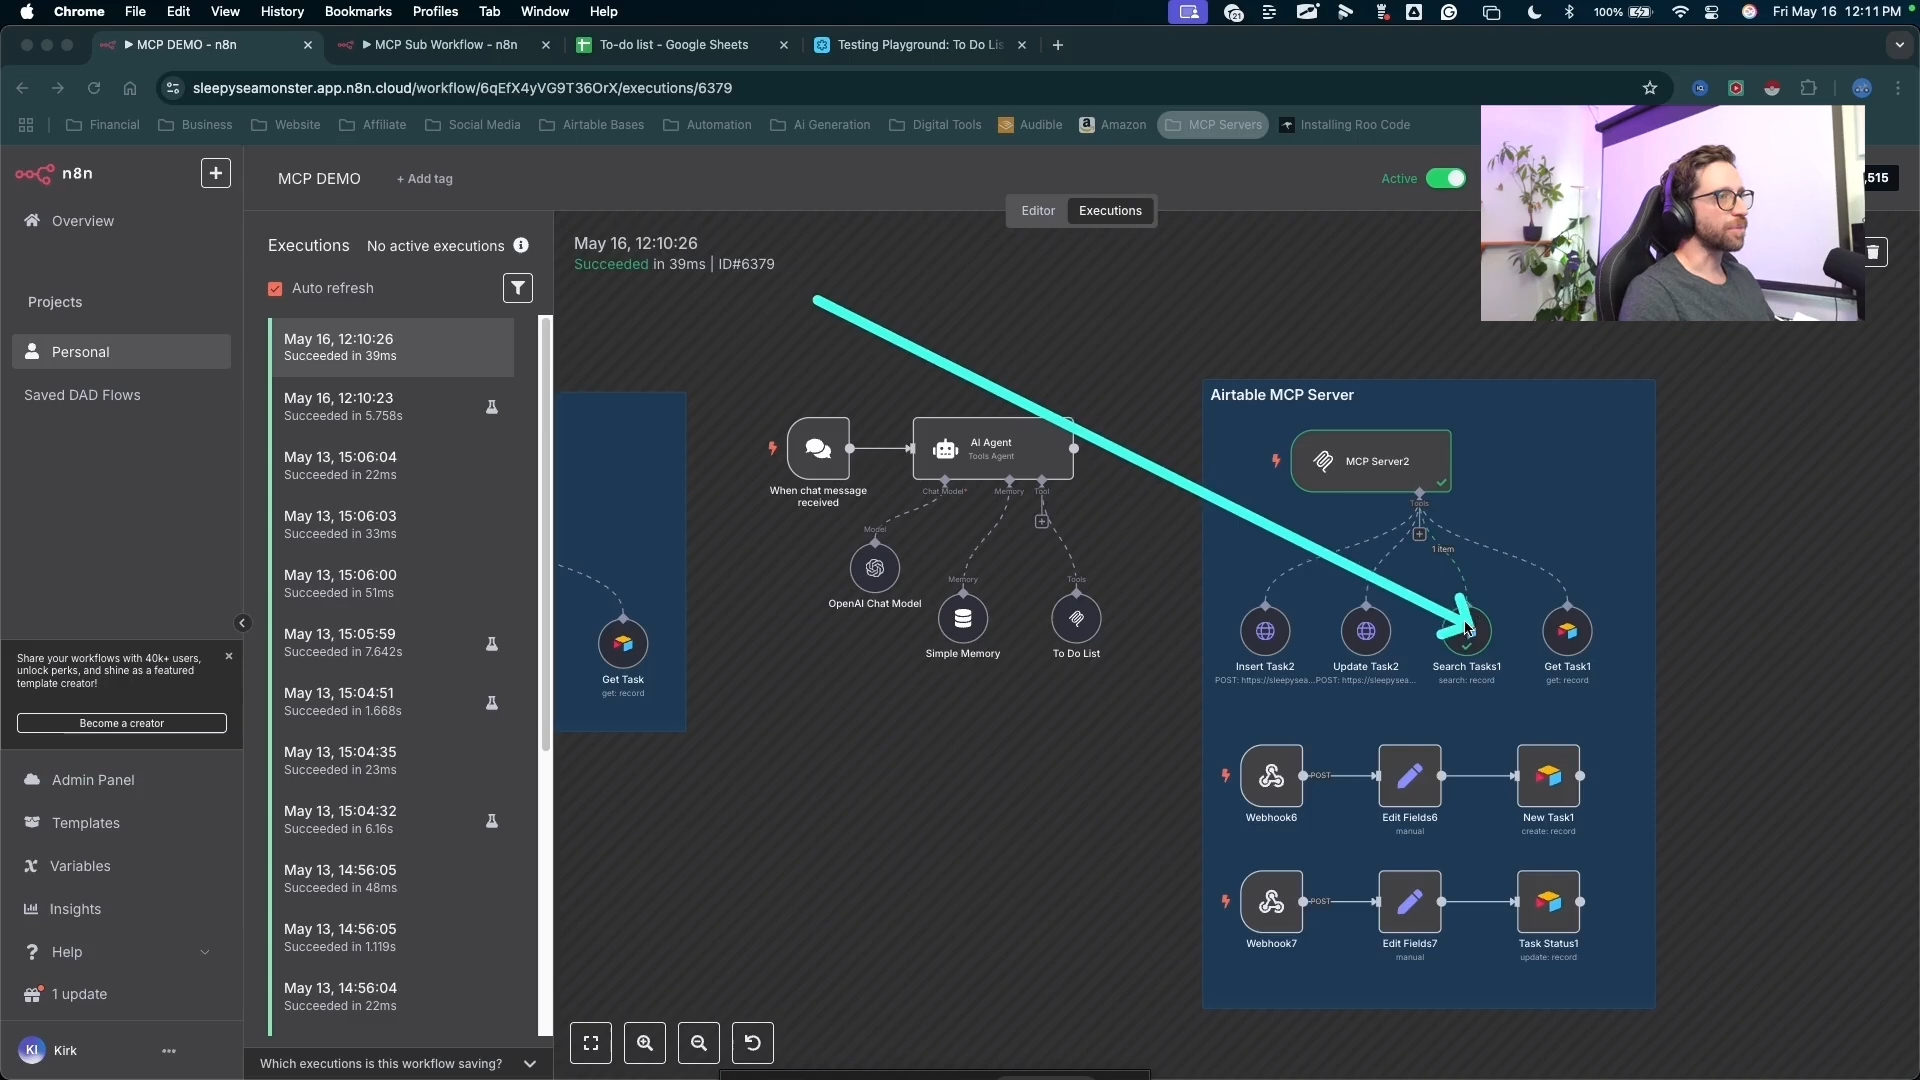 Chrome File Edit View History Bookmarks Profiles Tab Window Help
21
100%
Fri May 16 12:11 PM
MCP DEMO - n8n
MCP Sub Workflow - n8n
To-do list - Google Sheets
Testing Playground: To Do Lis
sleepyseamonster.app.n8n.cloud/workflow/6qEfX4yVG9T36OrX/executions/6379
Financial
Business
Website
Affiliate
Social Media
Airtable Bases
Automation
Ai Generation
Digital Tools
Audible
Amazon
MCP Servers
Installing Roo Code
n8n
MCP DEMO
+ Add tag
Active
,515
Editor
Executions
Overview
Projects
Personal
Saved DAD Flows
Share your workflows with 40k+ users,
unlock perks, and shine as a featured
template creator!
Become a creator
Admin Panel
Templates
Variables
Insights
Help
1 update
KI
Kirk
Executions
No active executions
Auto refresh
May 16, 12:10:26
Succeeded in 39ms
May 16, 12:10:23
Succeeded in 5.758s
May 13, 15:06:04
Succeeded in 22ms
May 13, 15:06:03
Succeeded in 33ms
May 13, 15:06:00
Succeeded in 51ms
May 13, 15:05:59
Succeeded in 7.642s
May 13, 15:04:51
Succeeded in 1.668s
May 13, 15:04:35
Succeeded in 23ms
May 13, 15:04:32
Succeeded in 6.16s
May 13, 14:56:05
Succeeded in 48ms
May 13, 14:56:05
Succeeded in 1.119s
May 13, 14:56:04
Succeeded in 22ms
Which executions is this workflow saving?
May 16, 12:10:26
Succeeded in 39ms | ID#6379
Get Task
get: record
When chat message
received
AI Agent
Tools Agent
Chat Model*
Memory
Tool
Model
OpenAI Chat Model
Memory
Simple Memory
Tools
To Do List
Airtable MCP Server
MCP Server2
Tools
1 item
Insert Task2
POST: https://sleepysea...
Update Task2
POST: https://sleepysea...
Search Tasks1
search: record
Get Task1
get: record
Webhook6
POST
Edit Fields6
manual
New Task1
create: record
Webhook7
POST
Edit Fields7
manual
Task Status1
update: record